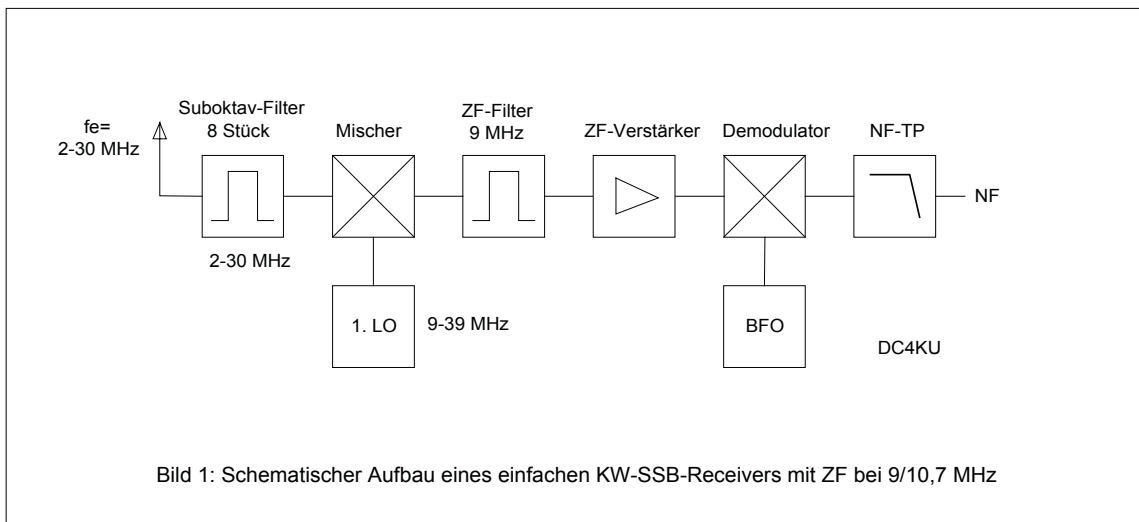 fe=
2-30 MHz
Suboktav-Filter
8 Stück
2-30 MHz
Mischer
1. LO
9-39 MHz
ZF-Filter
9 MHz
ZF-Verstärker
Demodulator
BFO
NF-TP
NF
DC4KU
Bild 1: Schematischer Aufbau eines einfachen KW-SSB-Receivers mit ZF bei 9/10,7 MHz